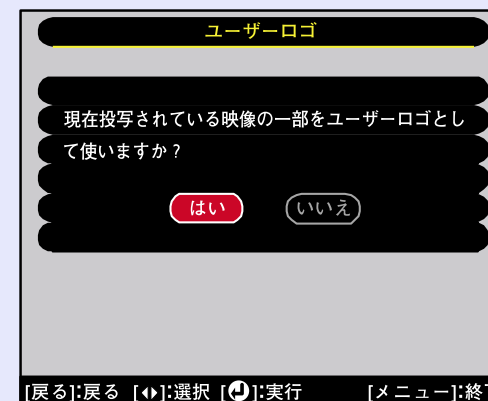 ユーザーロゴ
現在投写されている映像の一部をユーザーロゴとし
て使いますか?
はい いいえ
[戻る]:戻る []:選択 []:実行 [メニュー]:終